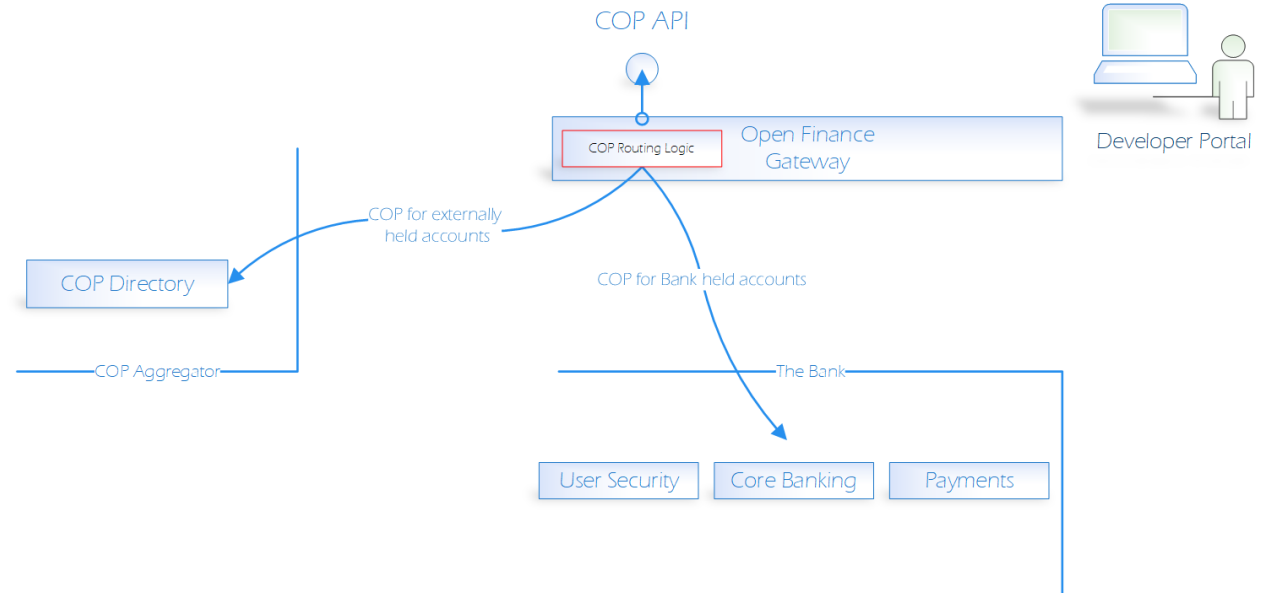 COP API
Developer Portal
Open Finance
Gateway
COP Routing Logic
COP for externally
held accounts
COP Directory
COP for Bank held accounts
COP Aggregator
The Bank
User Security
Core Banking
Payments